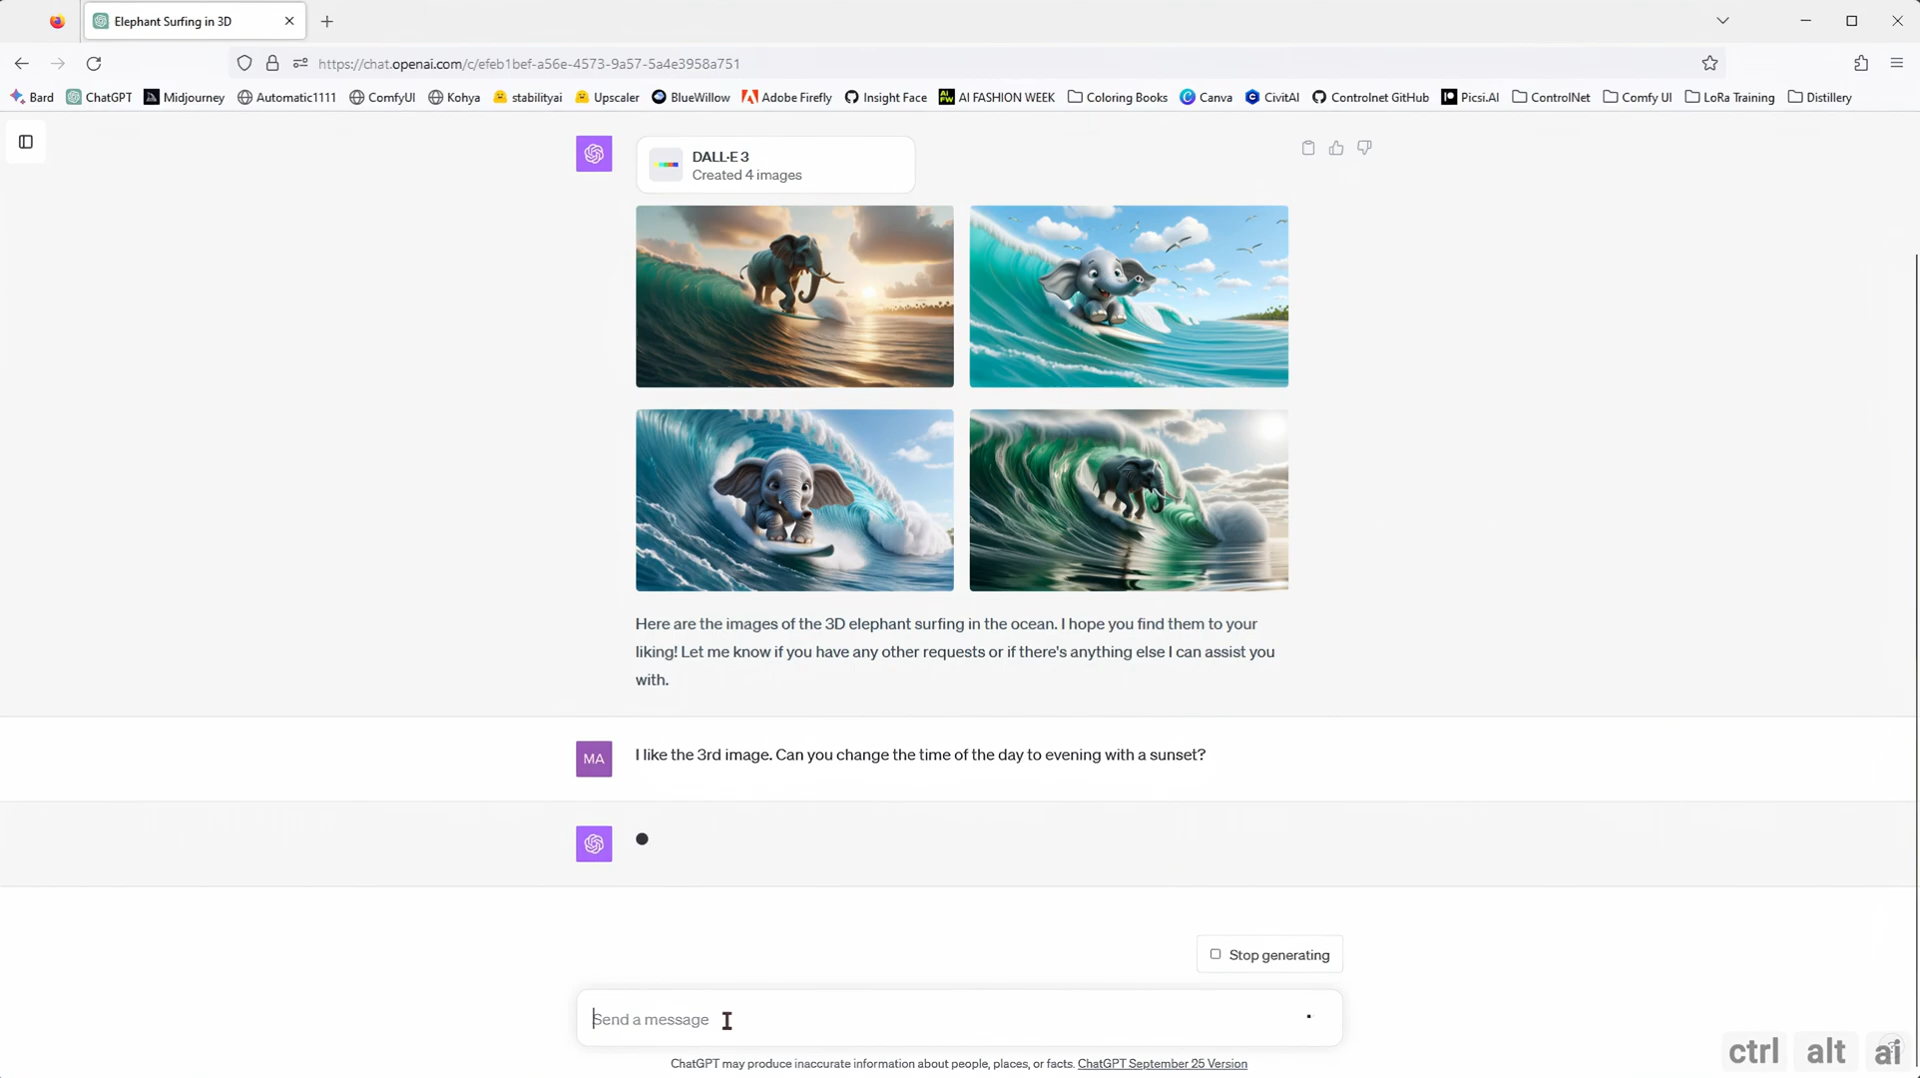 Elephant Surfing in 3D
https://chat.openai.com/c/efeb1bef-a56e-4573-9a57-5a4e3958a751
Bard ChatGPT Midjourney Automatic1111 ComfyUI Kohya stabilityai Upscaler BlueWillow Adobe Firefly Insight Face AI FASHION WEEK Coloring Books Canva CivitAI Controlnet GitHub Picsi.AI ControlNet Comfy UI LoRa Training Distillery
DALL·E 3
Created 4 images
Here are the images of the 3D elephant surfing in the ocean. I hope you find them to your
liking! Let me know if you have any other requests or if there's anything else I can assist you
with.
MA I like the 3rd image. Can you change the time of the day to evening with a sunset?
Stop generating
Send a message
ChatGPT may produce inaccurate information about people, places, or facts. ChatGPT September 25 Version
ctrl alt ai